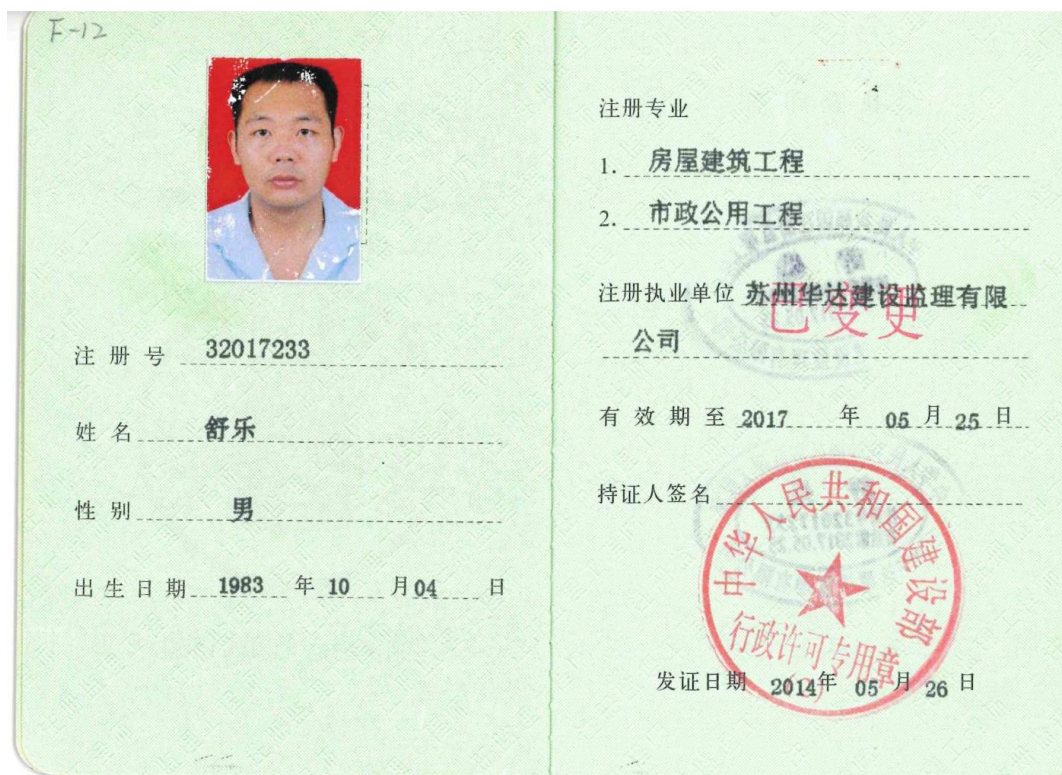 F-12
注 册 号 32017233
姓 名 舒乐
性 别 男
出 生 日 期 1983 年 10 月 04 日
注册专业
1. 房屋建筑工程
2. 市政公用工程
注册执业单位 苏州华达建设监理有限
公司
已变更
有 效 期 至 2017 年 05 月 25 日
持证人签名
中华人民共和国建设部
行政许可专用章
(2)
发证日期 2014年 05 月 26 日